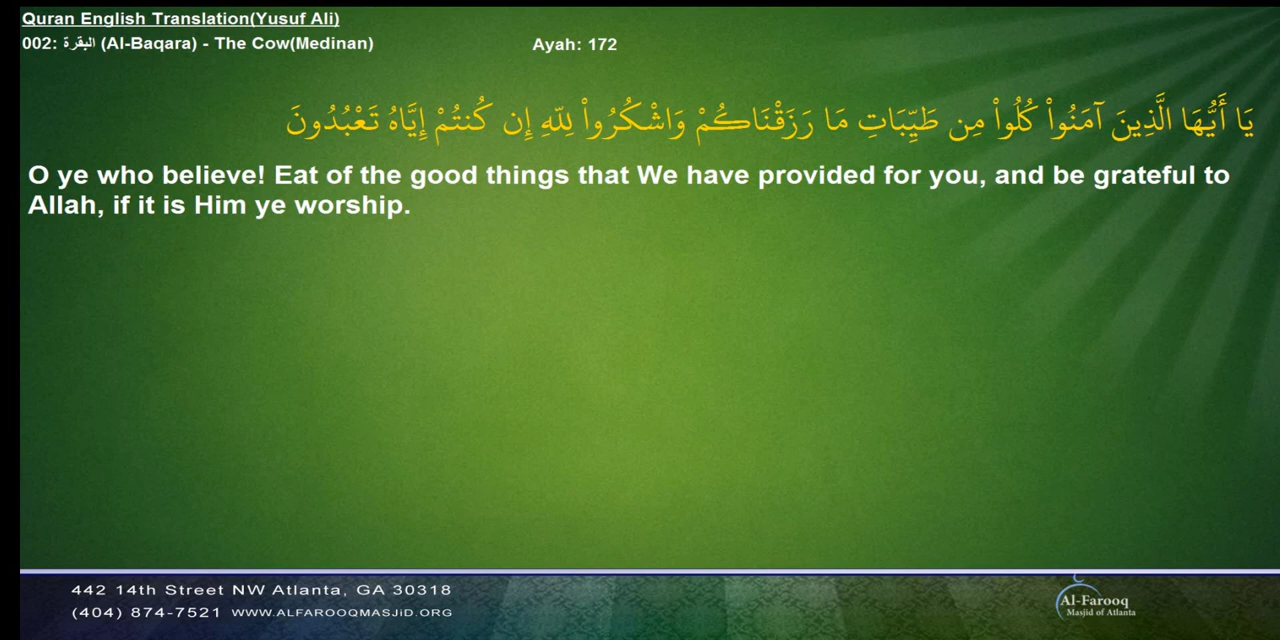 Quran English Translation(Yusuf Ali)
002: البقرة (Al-Baqara) - The Cow(Medinan)
Ayah: 172
يَا أَيُّهَا الَّذِينَ آمَنُواْ كُلُواْ مِن طَيِّبَاتِ مَا رَزَقْنَاكُمْ وَاشْكُرُواْ لِلّهِ إِن كُنتُمْ إِيَّاهُ تَعْبُدُونَ
O ye who believe! Eat of the good things that We have provided for you, and be grateful to
Allah, if it is Him ye worship.
442 14th Street NW Atlanta, GA 30318
(404) 874-7521 WWW.ALFAROOQMASJiD.ORG
Al-Farooq
Masjid of Atlanta